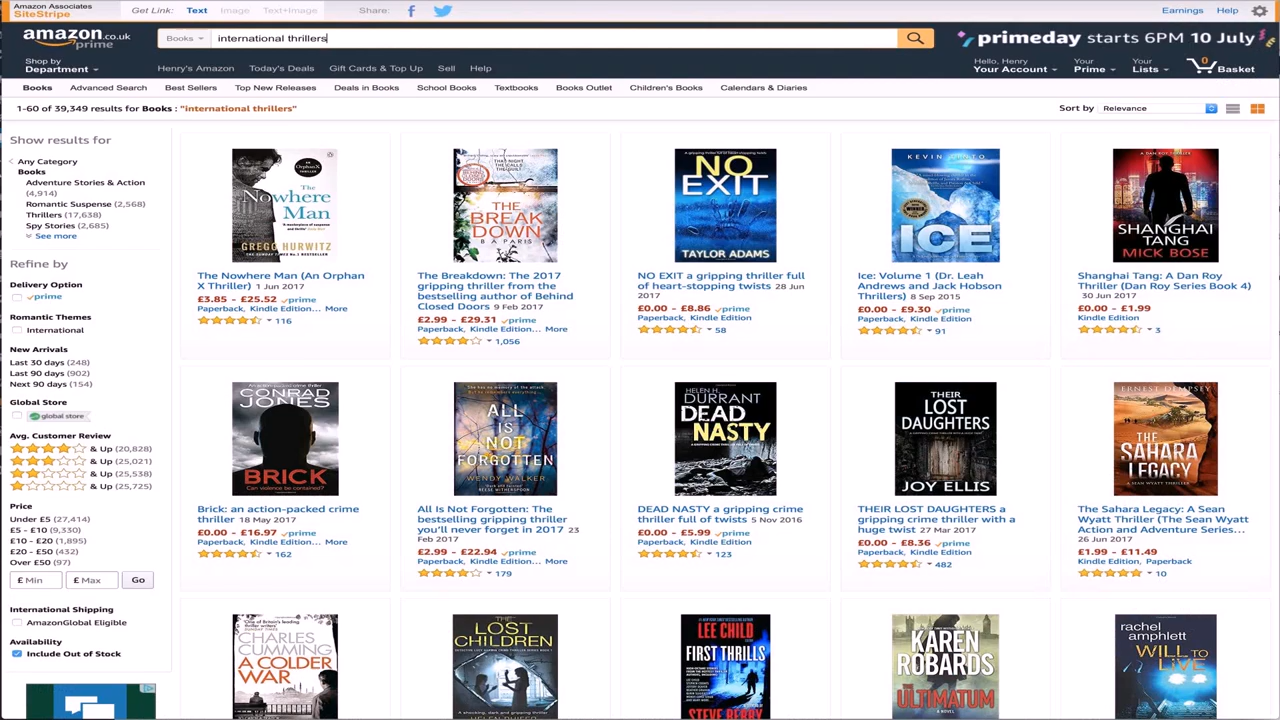 Amazon Associates
SiteStripe
Get Link: Text Image Text+Image
Share:
Earnings Help
amazon.co.uk
prime
Books
international thrillers
primeday starts 6PM 10 July
Shop by
Department
Henry's Amazon Today's Deals Gift Cards & Top Up Sell Help
Hello, Henry
Your Account
Your
Prime
Your
Lists
0
Basket
Books Advanced Search Best Sellers Top New Releases Deals in Books School Books Textbooks Books Outlet Children's Books Calendars & Diaries
1-60 of 39,349 results for Books : "international thrillers"
Sort by Relevance
Show results for
Any Category
Books
Adventure Stories & Action
(4,914)
Romantic Suspense (2,568)
Thrillers (17,638)
Spy Stories (2,685)
See more
Refine by
Delivery Option
prime
Romantic Themes
International
New Arrivals
Last 30 days (248)
Last 90 days (902)
Next 90 days (154)
Global Store
global store
Avg. Customer Review
& Up (20,828)
& Up (25,021)
& Up (25,538)
& Up (25,725)
Price
Under £5 (27,414)
£5 - £10 (9,330)
£10 - £20 (1,895)
£20 - £50 (432)
Over £50 (97)
£ Min £ Max Go
International Shipping
AmazonGlobal Eligible
Availability
Include Out of Stock
Orphan X
THRILLER
The
Nowhere
Man
GREGG HURWITZ
The Nowhere Man (An Orphan
X Thriller) 1 Jun 2017
£3.85 - £25.52 prime
Paperback, Kindle Edition... More
116
THE
BREAK
DOWN
B A PARIS
The Breakdown: The 2017
gripping thriller from the
bestselling author of Behind
Closed Doors 9 Feb 2017
£2.99 - £29.31 prime
Paperback, Kindle Edition... More
1,056
NO
EXIT
TAYLOR ADAMS
NO EXIT a gripping thriller full
of heart-stopping twists 28 Jun
2017
£0.00 - £8.86 prime
Paperback, Kindle Edition
58
ICE
Ice: Volume 1 (Dr. Leah
Andrews and Jack Hobson
Thrillers) 8 Sep 2015
£0.00 - £9.30 prime
Paperback, Kindle Edition
91
A DAN ROY THRILLER
SHANGHAI
TANG
MICK BOSE
Shanghai Tang: A Dan Roy
Thriller (Dan Roy Series Book 4)
30 Jun 2017
£0.00 - £1.99
Kindle Edition
3
An action-packed crime thriller
CONRAD
JONES
BRICK
Can violence be contained?
Brick: an action-packed crime
thriller 18 May 2017
£0.00 - £16.97 prime
Paperback, Kindle Edition... More
162
ALL
IS
NOT
FORGOTTEN
WENDY WALKER
REESE WITHERSPOON
All Is Not Forgotten: The
bestselling gripping thriller
you'll never forget in 2017 23
Feb 2017
£2.99 - £22.94 prime
Paperback, Kindle Edition... More
179
HELEN H.
DURRANT
DEAD
NASTY
DEAD NASTY a gripping crime
thriller full of twists 5 Nov 2016
£0.00 - £5.99 prime
Paperback, Kindle Edition
123
THEIR
LOST
DAUGHTERS
JOY ELLIS
THEIR LOST DAUGHTERS a
gripping crime thriller with a
huge twist 27 Mar 2017
£0.00 - £8.36 prime
Paperback, Kindle Edition
482
ERNEST DEMPSEY
THE
SAHARA
LEGACY
A SEAN WYATT THRILLER
The Sahara Legacy: A Sean
Wyatt Thriller (The Sean Wyatt
Action and Adventure Series...
26 Jun 2017
£1.99 - £11.49
Kindle Edition, Paperback
10
CHARLES
CUMMING
A COLDER
WAR
THE
LOST
CHILDREN
LEE CHILD
FIRST THRILLS
STEVE BERRY
KAREN
ROBARDS
THE
ULTIMATUM
rachel
amphlett
WILL TO
LIVE